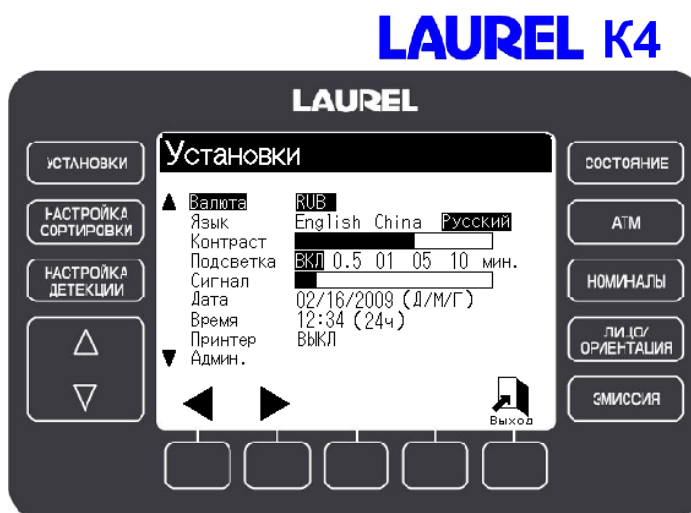 LAUREL K4
LAUREL
УСТАНОВКИ
НАСТРОЙКА
СОРТИРОВКИ
НАСТРОЙКА
ДЕТЕКЦИИ
Установки
Валюта RUB
Язык English China Русский
Контраст
Подсветка ВКЛ 0.5 01 05 10 мин.
Сигнал
Дата 02/16/2009 (Д/М/Г)
Время 12:34 (24ч)
Принтер ВЫКЛ
Админ.
Выход
СОСТОЯНИЕ
ATM
НОМИНАЛЫ
ЛИЦО/
ОРИЕНТАЦИЯ
ЭМИССИЯ